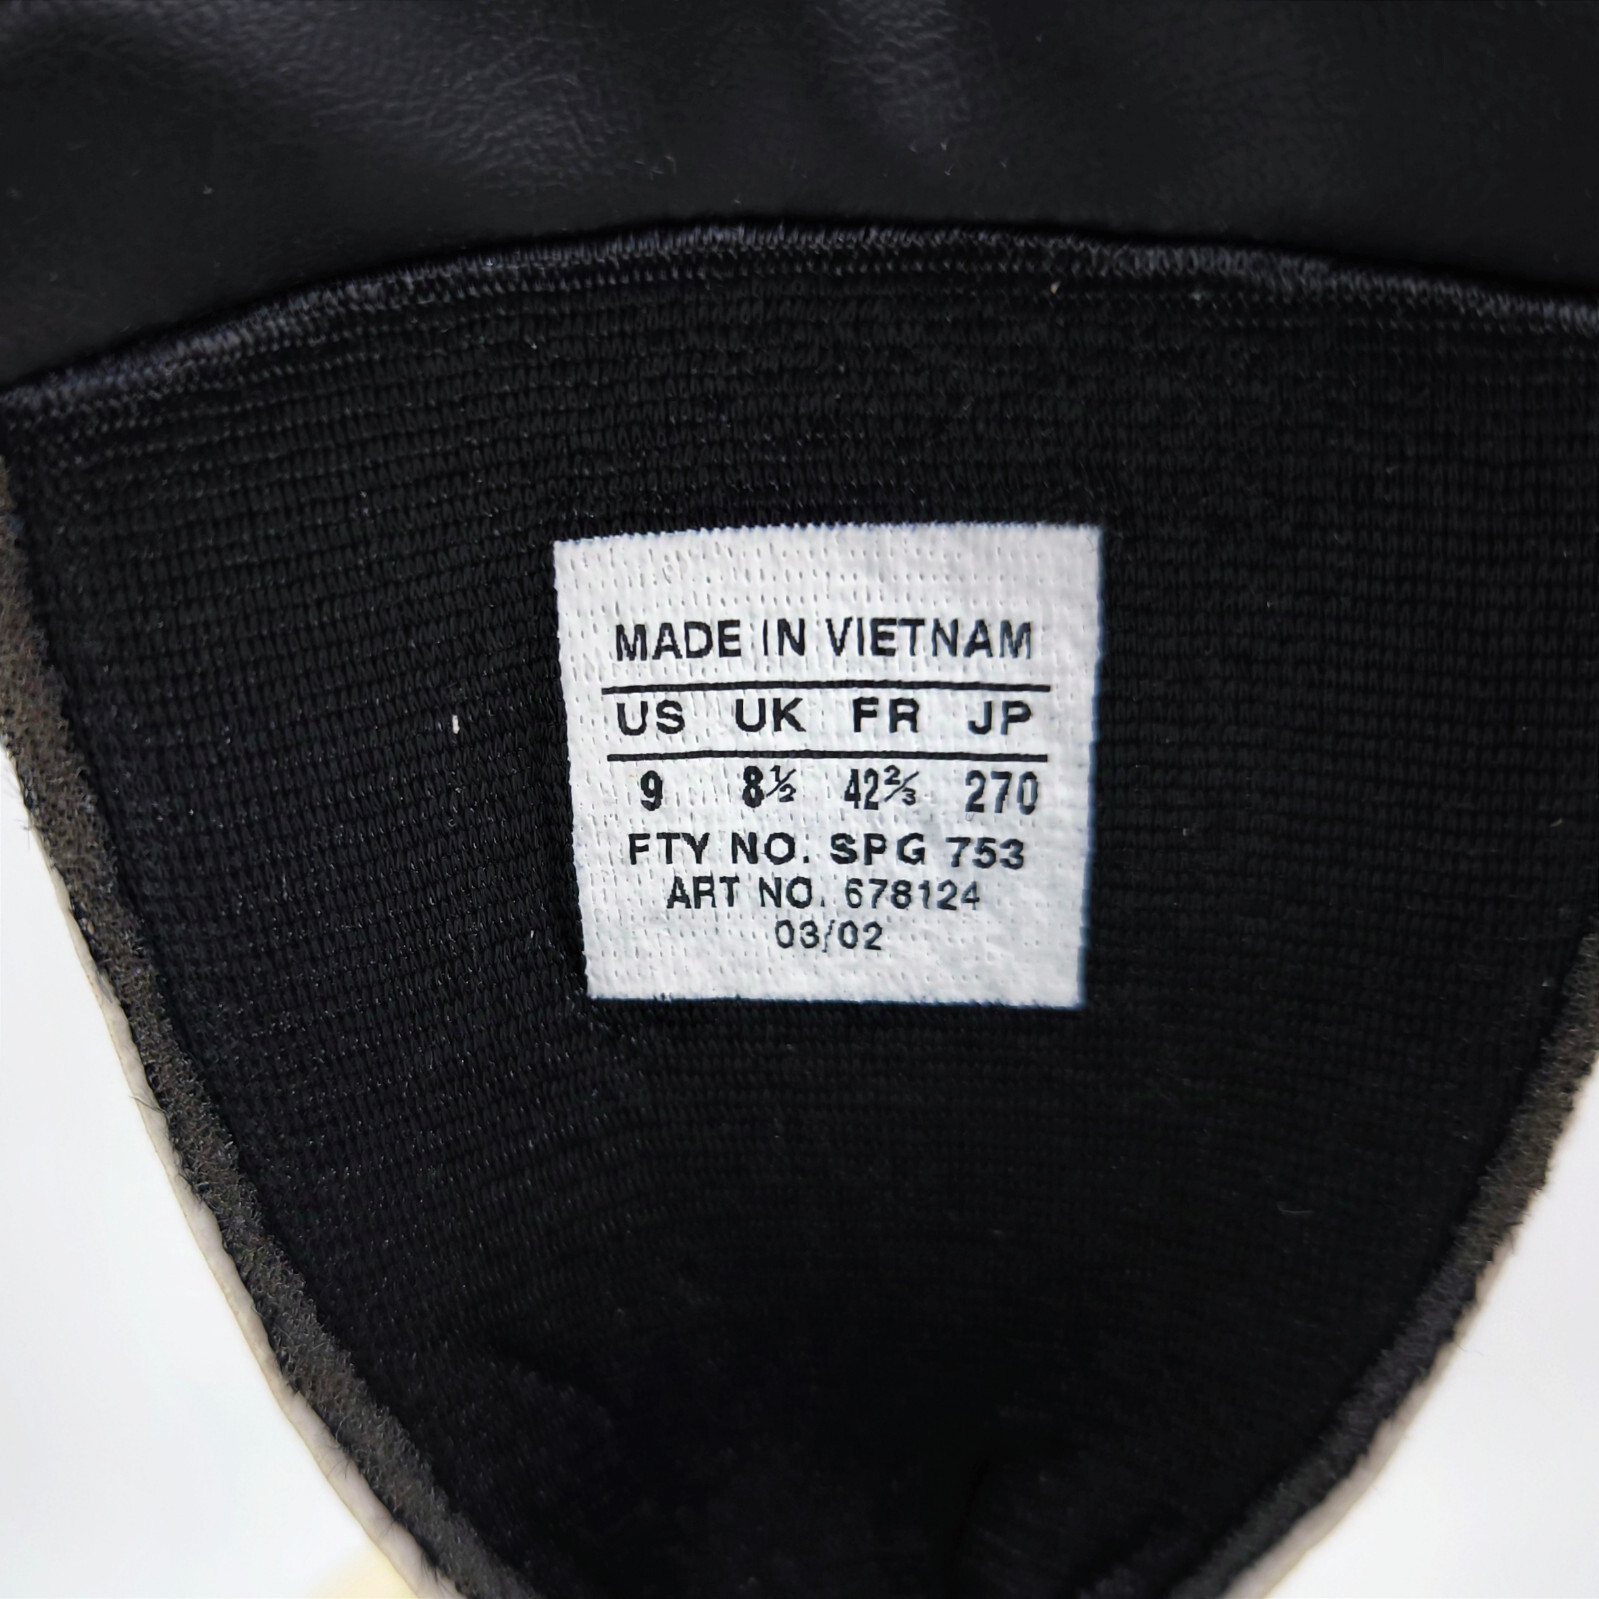 MADE IN VIETNAM
US UK FR JP
9 8½ 42⅔ 270
FTY NO. SPG 753
ART NO. 678124
03/02